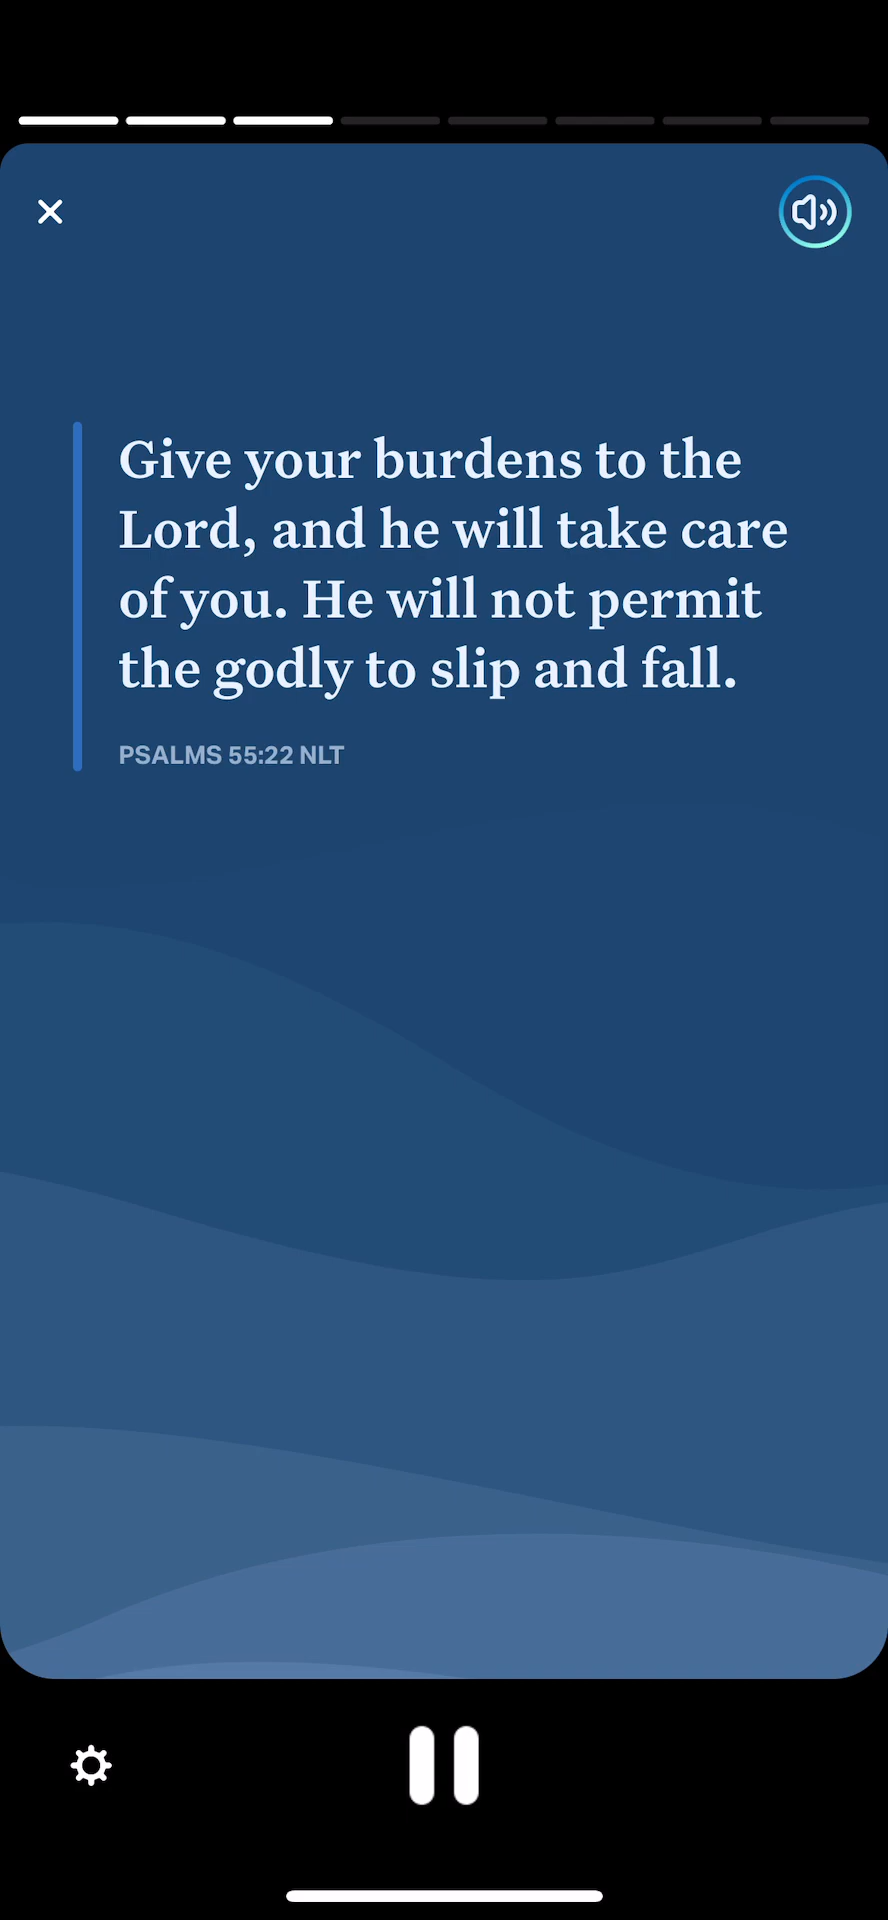 Give your burdens to the
Lord, and he will take care
of you. He will not permit
the godly to slip and fall.
PSALMS 55:22 NLT